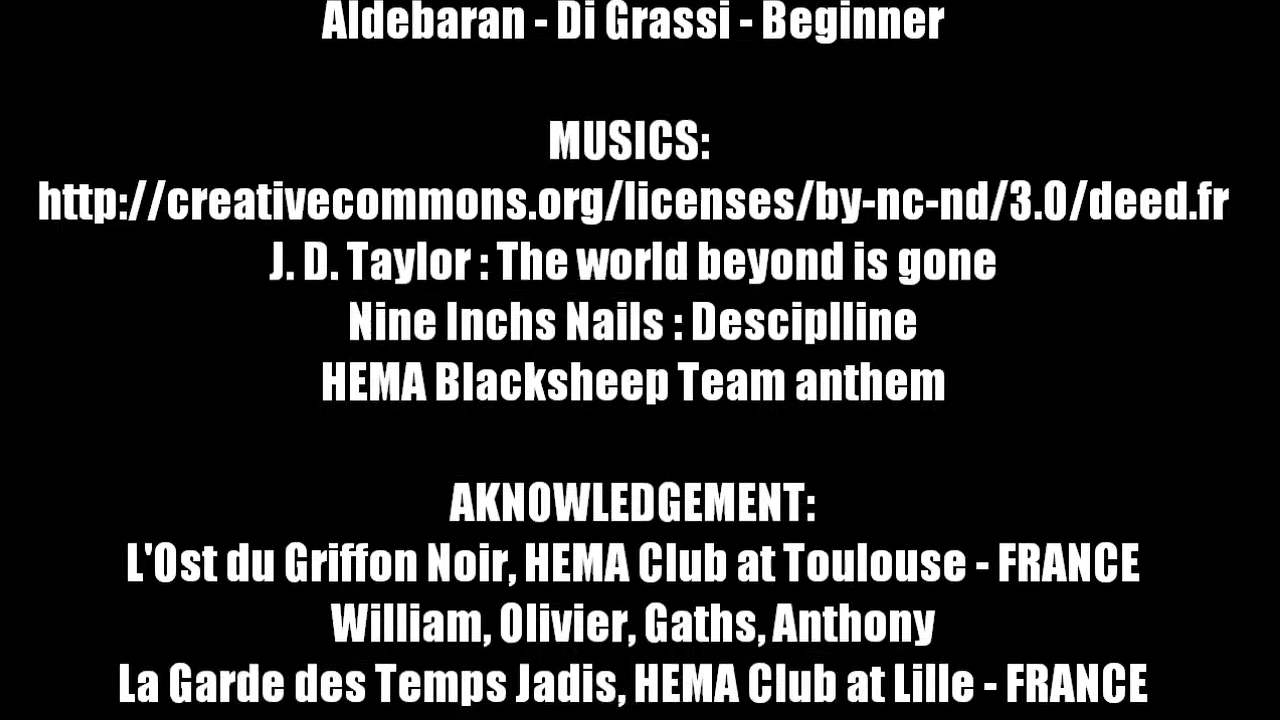 Aldebaran - Di Grassi - Beginner
MUSICS:
http://creativecommons.org/licenses/by-nc-nd/3.0/deed.fr
J. D. Taylor : The world beyond is gone
Nine Inchs Nails : Desciplline
HEMA Blacksheep Team anthem
AKNOWLEDGEMENT:
L'Ost du Griffon Noir, HEMA Club at Toulouse - FRANCE
William, Olivier, Gaths, Anthony
La Garde des Temps Jadis, HEMA Club at Lille - FRANCE